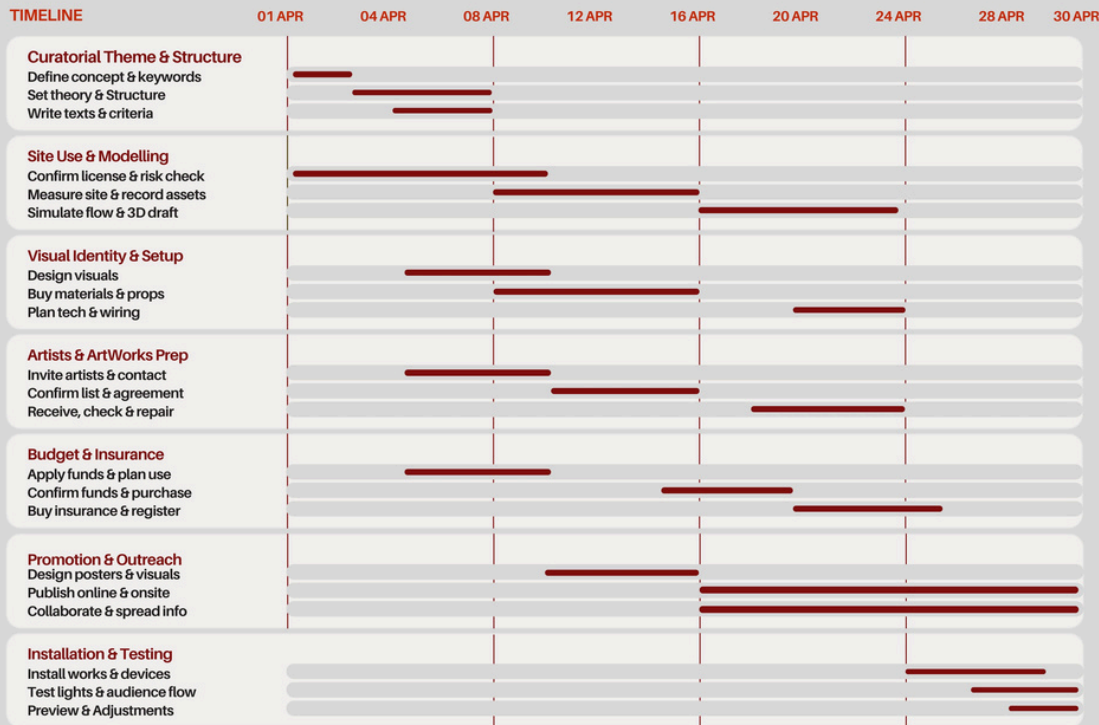 TIMELINE 01 APR 04 APR 08 APR 12 APR 16 APR 20 APR 24 APR 28 APR 30 APR
Curatorial Theme & Structure
Define concept & keywords
Set theory & Structure
Write texts & criteria
Site Use & Modelling
Confirm license & risk check
Measure site & record assets
Simulate flow & 3D draft
Visual Identity & Setup
Design visuals
Buy materials & props
Plan tech & wiring
Artists & ArtWorks Prep
Invite artists & contact
Confirm list & agreement
Receive, check & repair
Budget & Insurance
Apply funds & plan use
Confirm funds & purchase
Buy insurance & register
Promotion & Outreach
Design posters & visuals
Publish online & onsite
Collaborate & spread info
Installation & Testing
Install works & devices
Test lights & audience flow
Preview & Adjustments